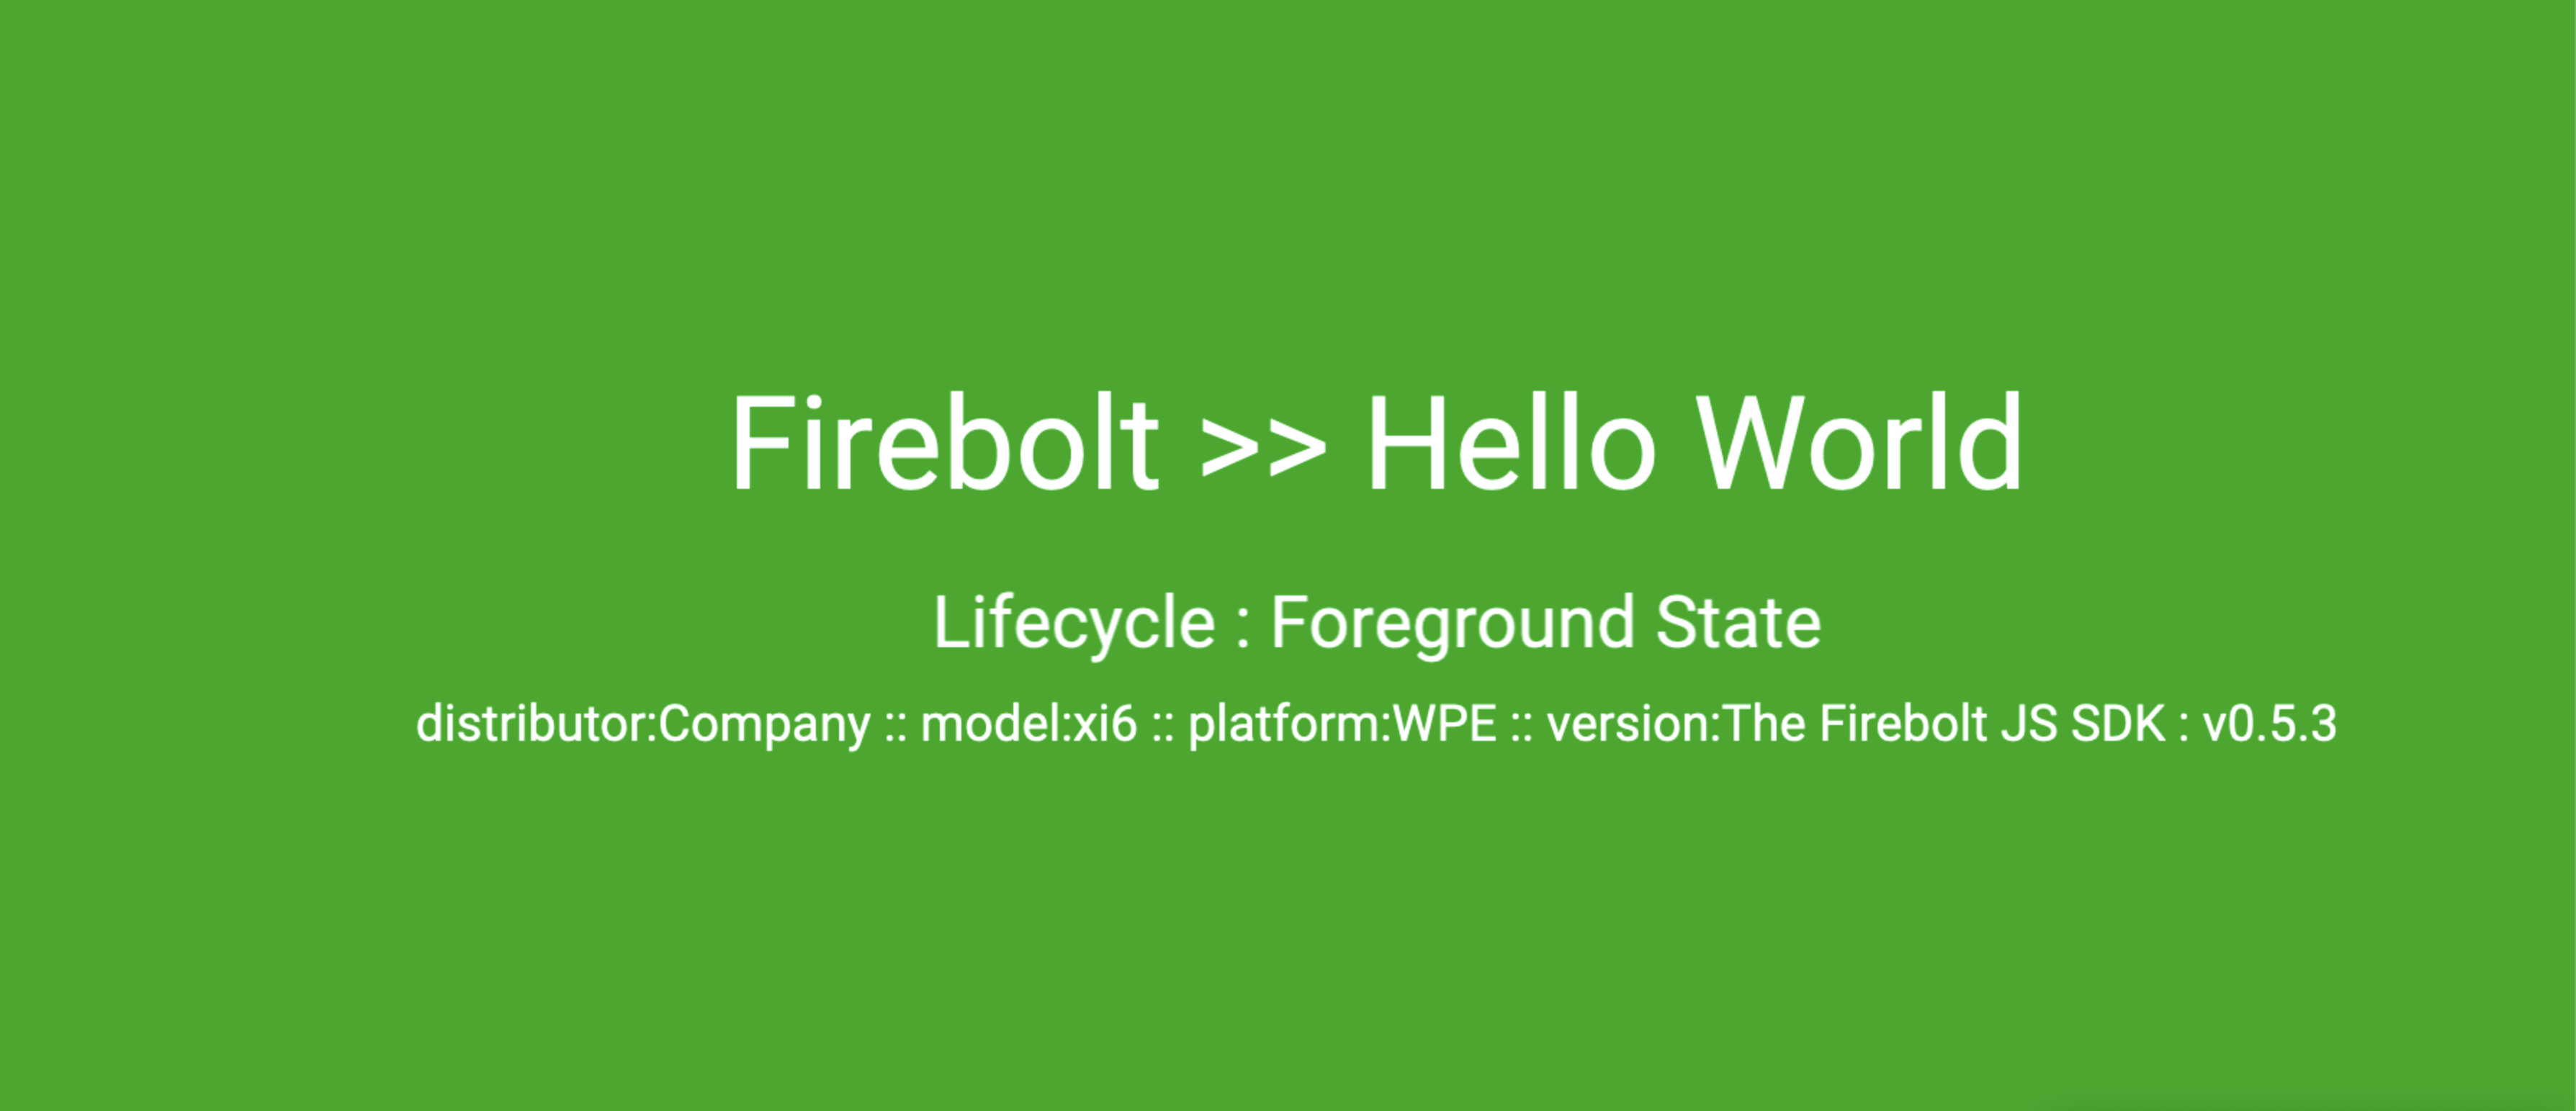 Firebolt >> Hello World
Lifecycle : Foreground State
distributor:Company :: model:xi6 :: platform:WPE :: version:The Firebolt JS SDK : v0.5.3